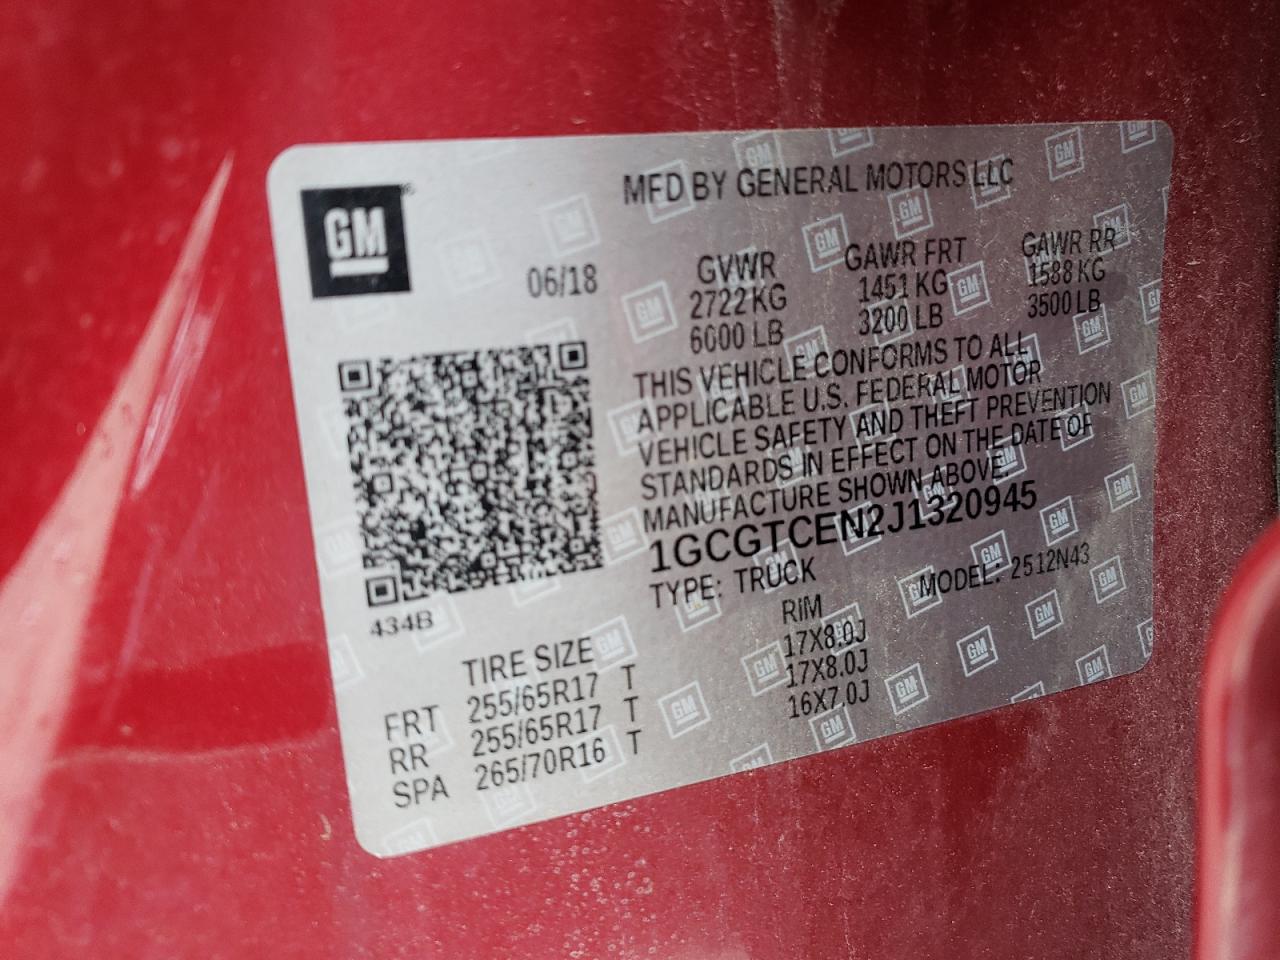 GM
MFD BY GENERAL MOTORS LLC
06/18
GVWR GAWR FRT GAWR RR
2722 KG 1451 KG 1588 KG
6000 LB 3200 LB 3500 LB
THIS VEHICLE CONFORMS TO ALL
APPLICABLE U.S. FEDERAL MOTOR
VEHICLE SAFETY AND THEFT PREVENTION
STANDARDS IN EFFECT ON THE DATE OF
MANUFACTURE SHOWN ABOVE.
1GCGTCEN2J1320945
TYPE: TRUCK MODEL: 2512N43
434B
TIRE SIZE RIM
FRT 255/65R17 T 17X8.0J
RR 255/65R17 T 17X8.0J
SPA 265/70R16 T 16X7.0J